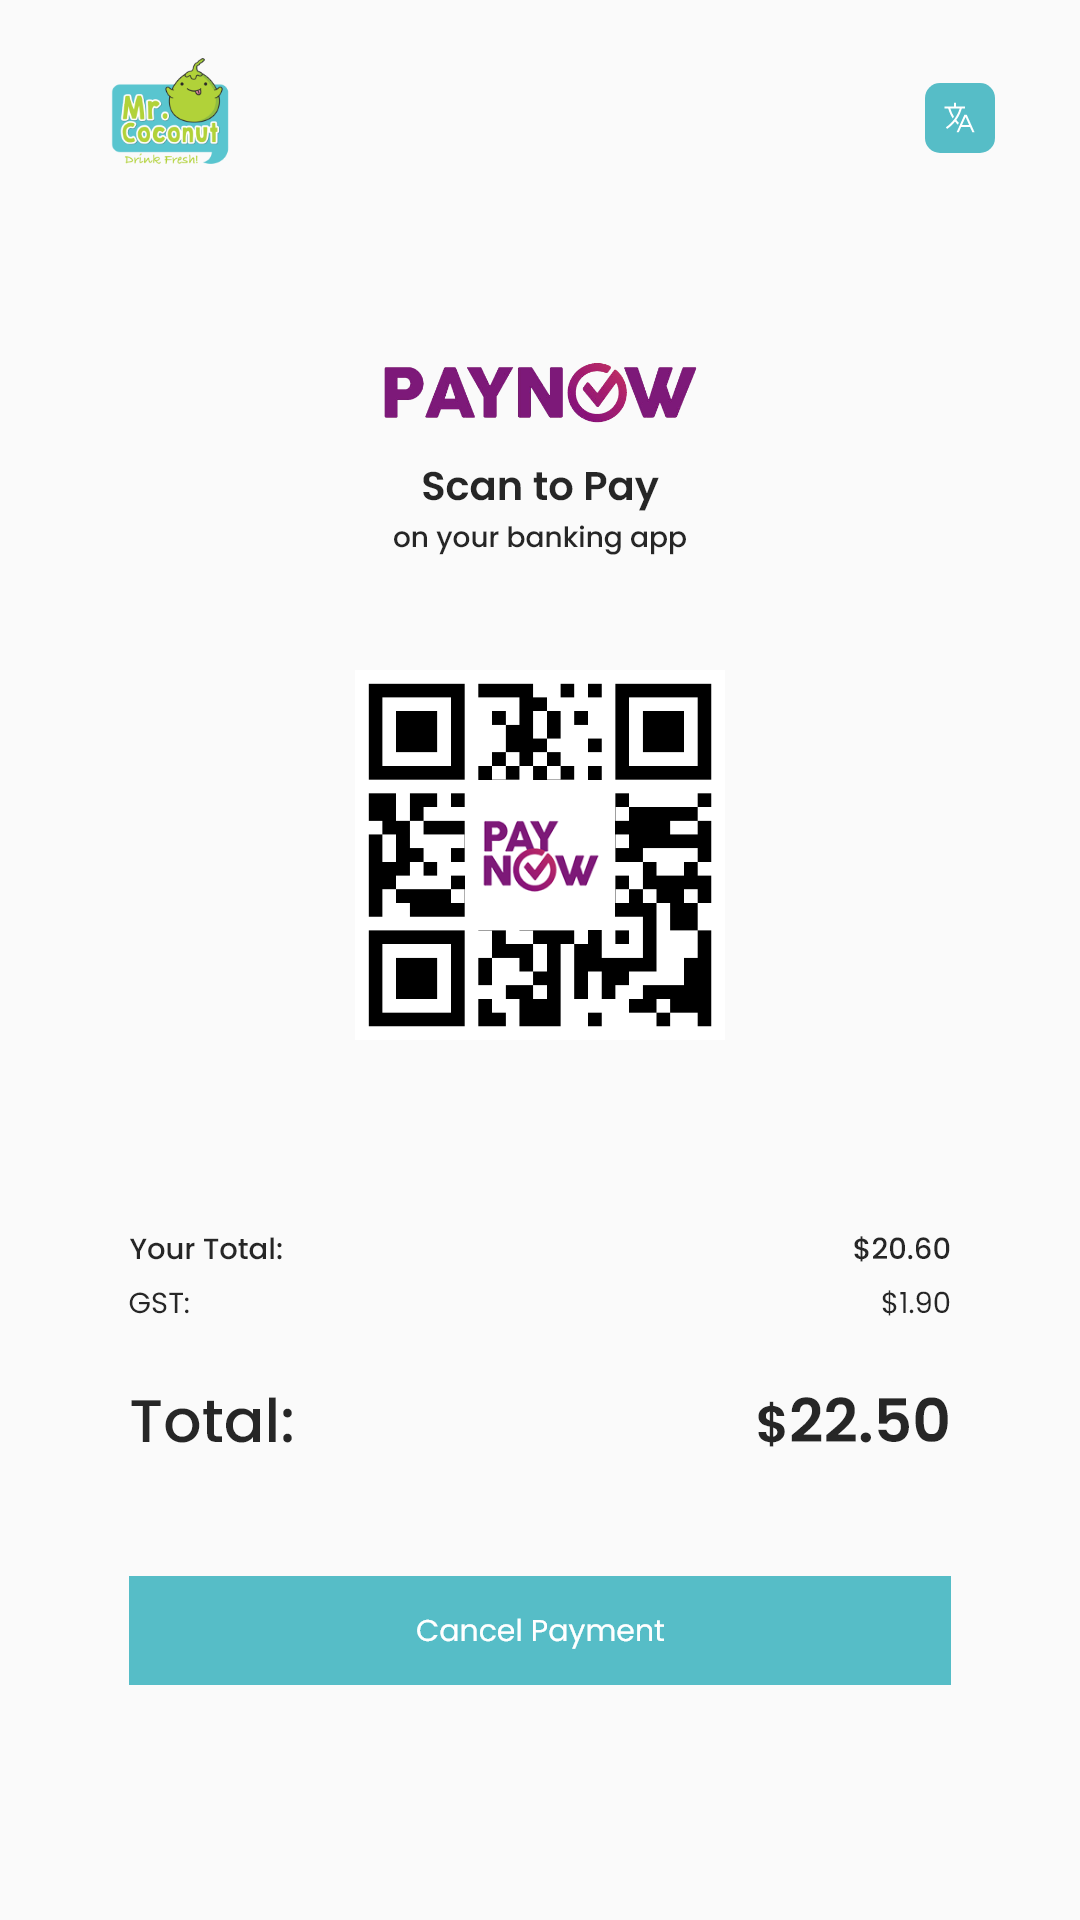 Mr.
Coconut
Drink Fresh!
PAYNOW
Scan to Pay
on your banking app
PAY
NOW
Your Total: $20.60
GST: $1.90
Total: $22.50
Cancel Payment